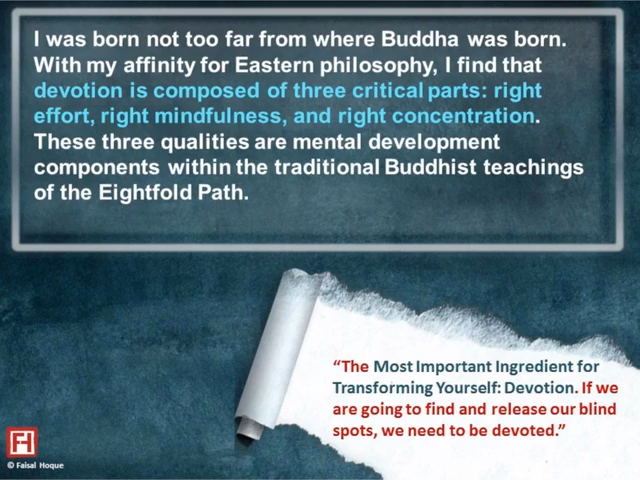 I was born not too far from where Buddha was born.
With my affinity for Eastern philosophy, I find that
devotion is composed of three critical parts: right
effort, right mindfulness, and right concentration.
These three qualities are mental development
components within the traditional Buddhist teachings
of the Eightfold Path.
“The Most Important Ingredient for
Transforming Yourself: Devotion. If we
are going to find and release our blind
spots, we need to be devoted.”
FH
© Faisal Hoque